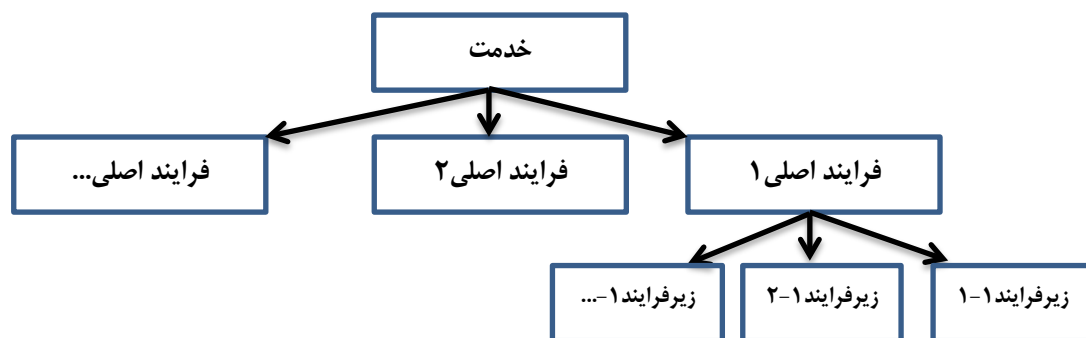 خدمت
فرایند اصلی۱
فرایند اصلی۲
فرایند اصلی...
زیرفرایند۱-۱
زیرفرایند۱-۲
زیرفرایند۱-...